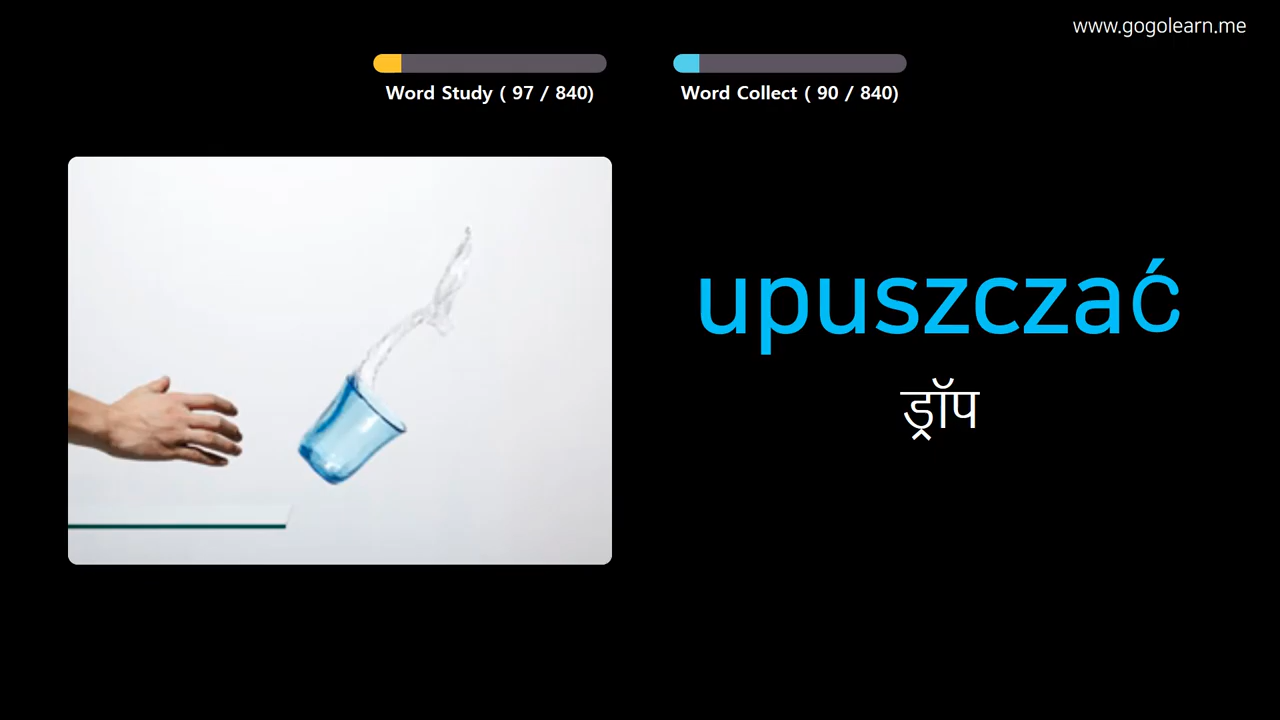 www.gogolearn.me
Word Study ( 97 / 840)
Word Collect ( 90 / 840)
upuszczać
ड्रॉप